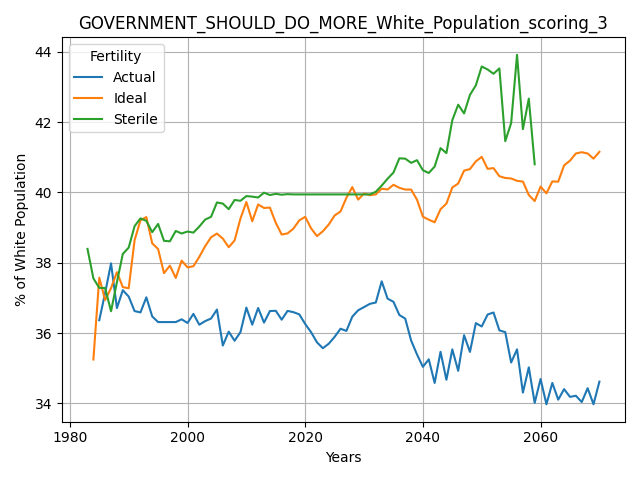 GOVERNMENT_SHOULD_DO_MORE_White_Population_scoring_3
Fertility
Actual
Ideal
Sterile
% of White Population
44
42
40
38
36
34
1980
2000
2020
2040
2060
Years